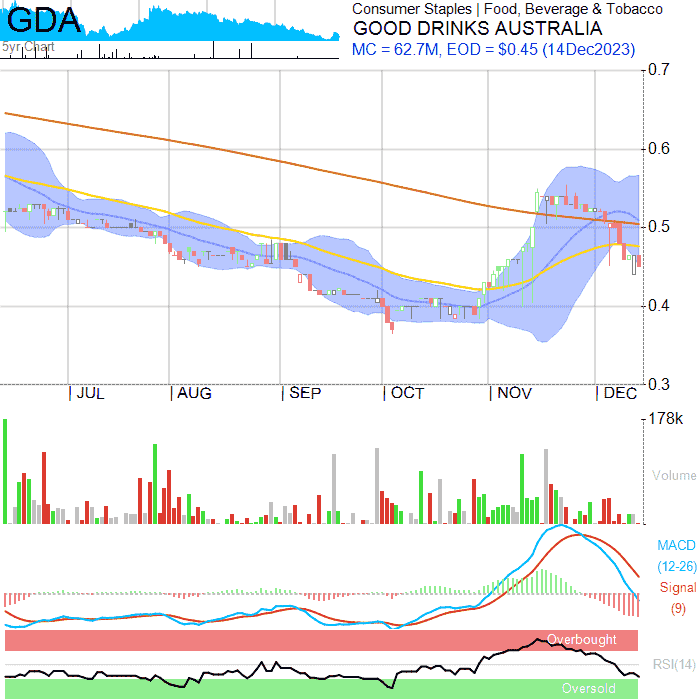 GDA
5yr Chart
Consumer Staples | Food, Beverage & Tobacco
GOOD DRINKS AUSTRALIA
MC = 62.7M, EOD = $0.45 (14Dec2023)
0.7
0.6
0.5
0.4
0.3
| JUL | AUG | SEP | OCT | NOV | DEC
178k
Volume
MACD
(12-26)
Signal
(9)
Overbought
RSI(14)
Oversold